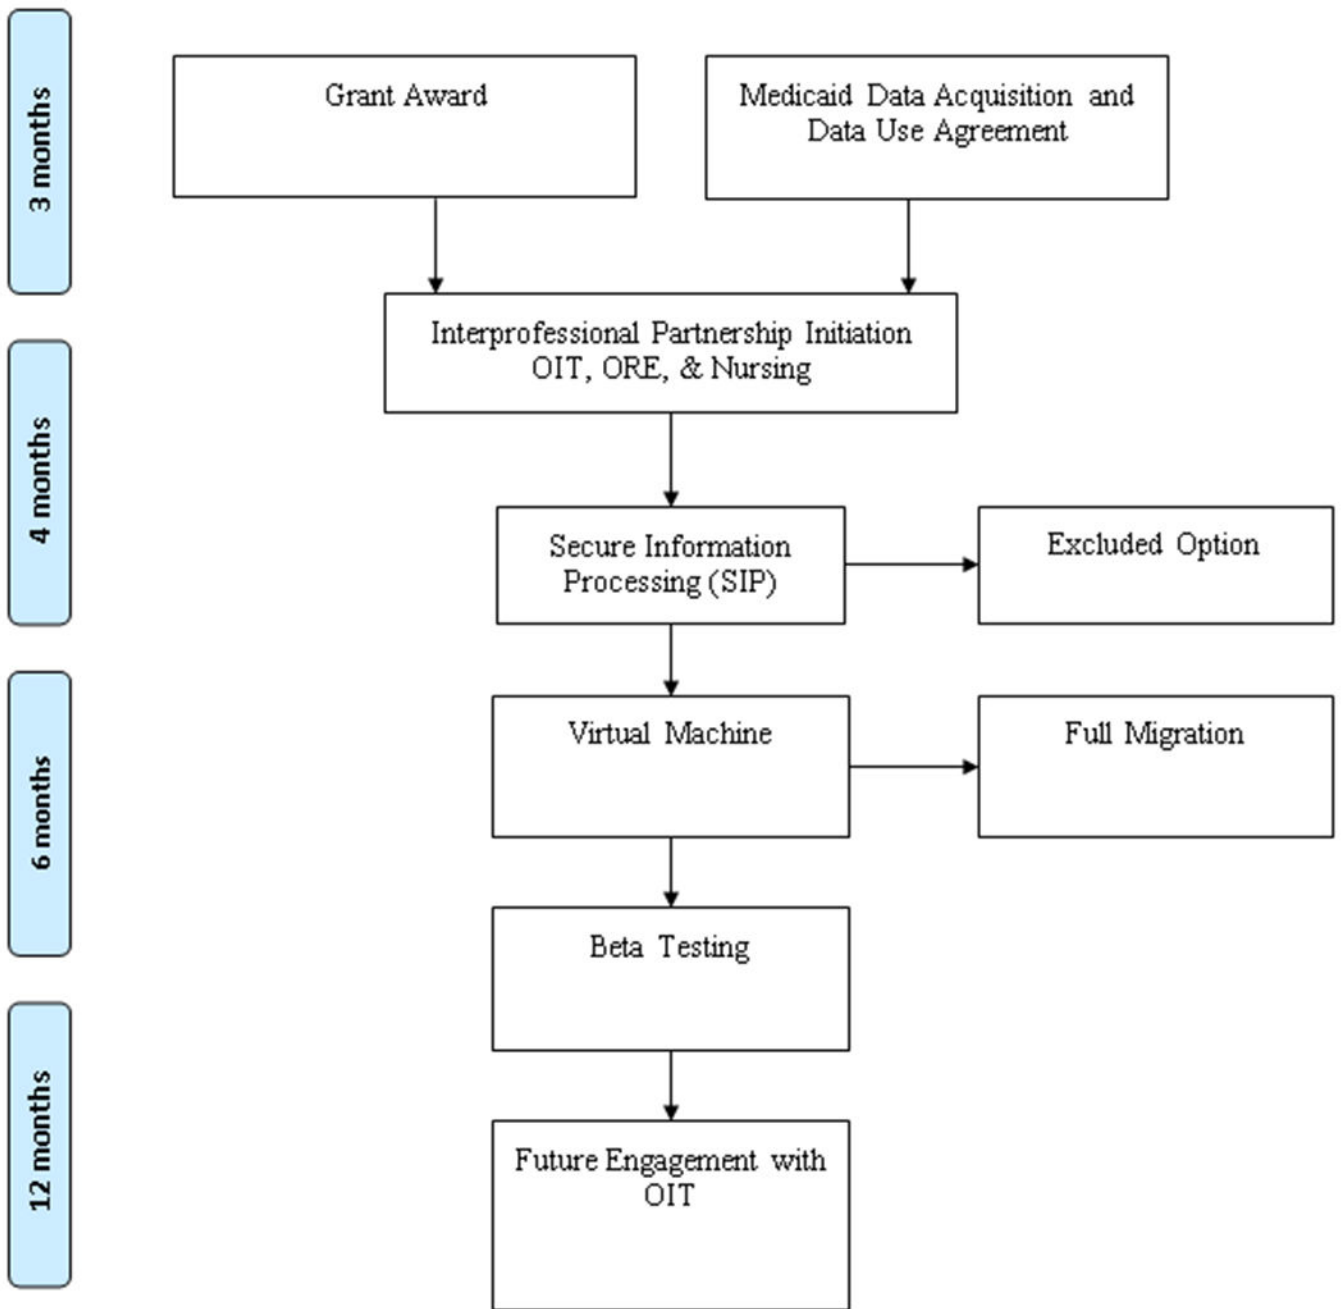 3 months
Grant Award
Medicaid Data Acquisition and
Data Use Agreement
Interprofessional Partnership Initiation
OIT, ORE, & Nursing
4 months
Secure Information
Processing (SIP)
Excluded Option
6 months
Virtual Machine
Full Migration
Beta Testing
12 months
Future Engagement with
OIT